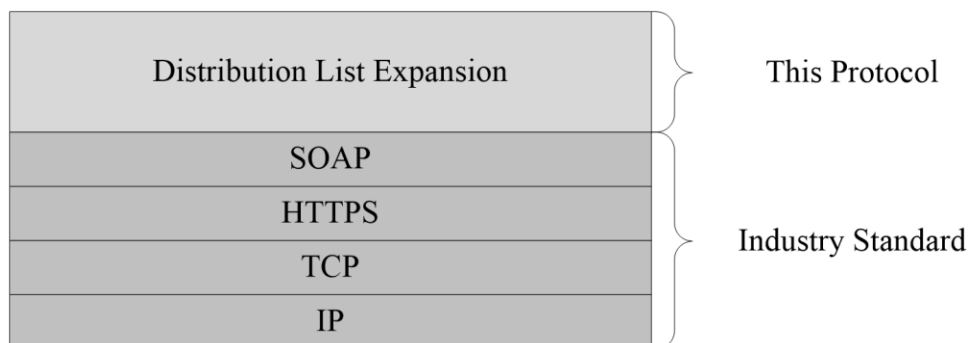 Distribution List Expansion
This Protocol
SOAP
HTTPS
TCP
IP
Industry Standard